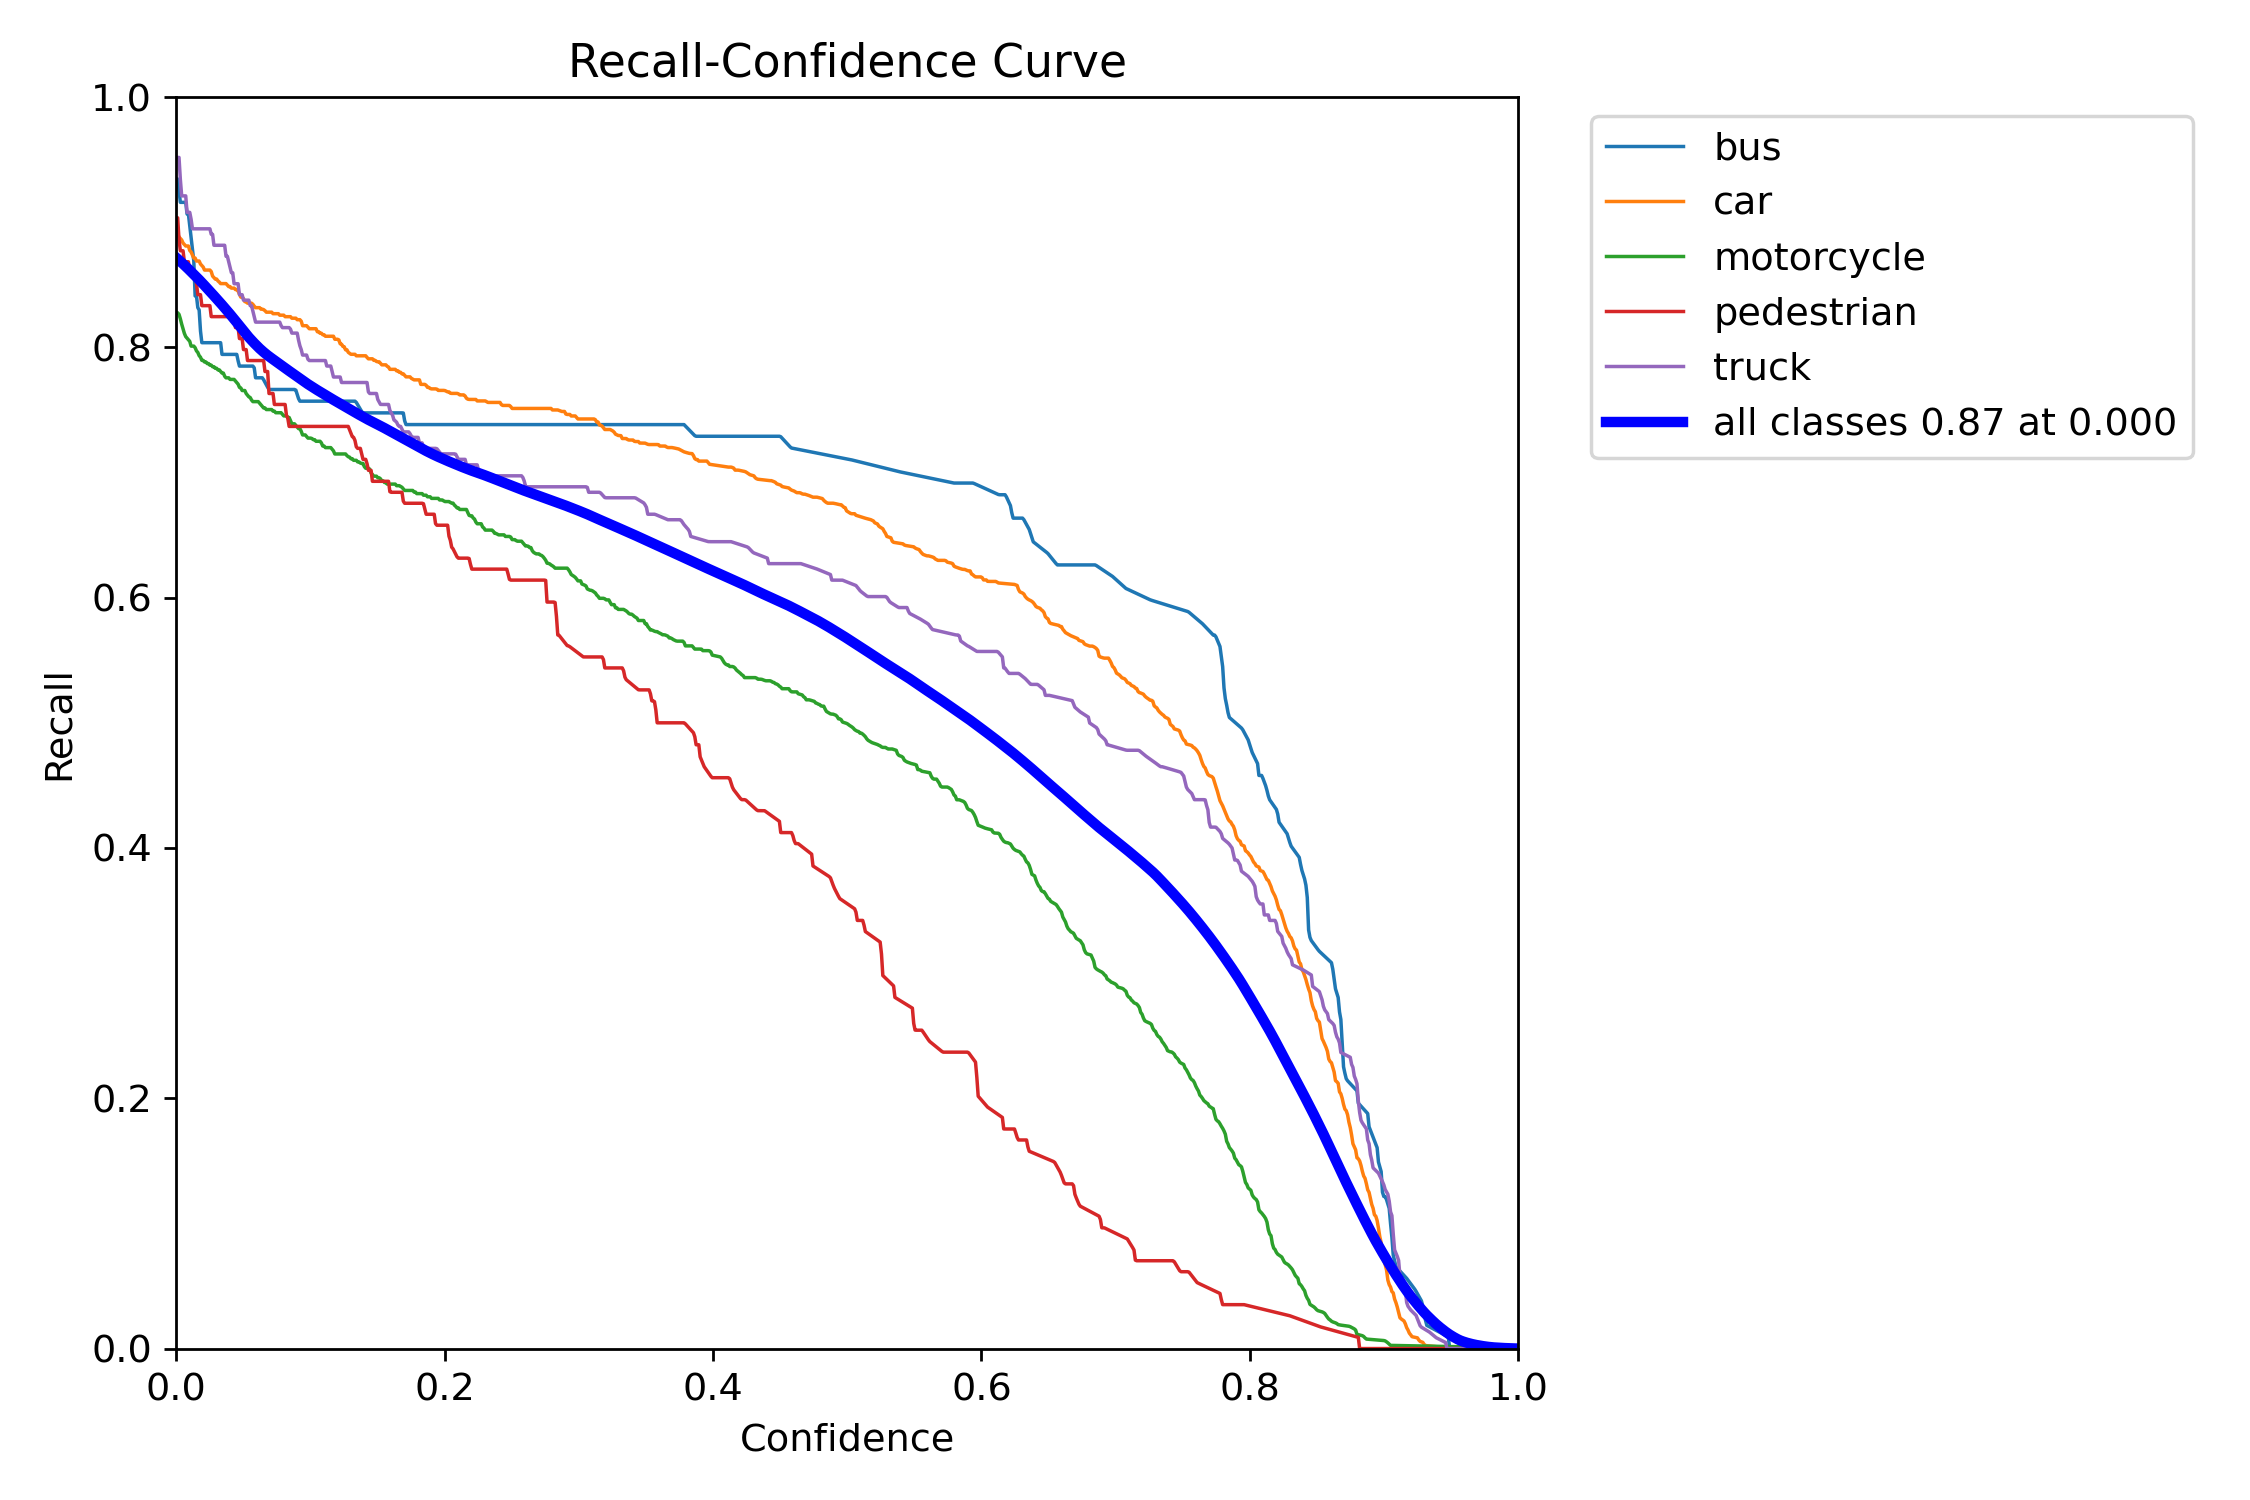 Recall-Confidence Curve
1.0
0.8
0.6
0.4
0.2
0.0
Recall
0.0 0.2 0.4 0.6 0.8 1.0
Confidence
bus
car
motorcycle
pedestrian
truck
all classes 0.87 at 0.000